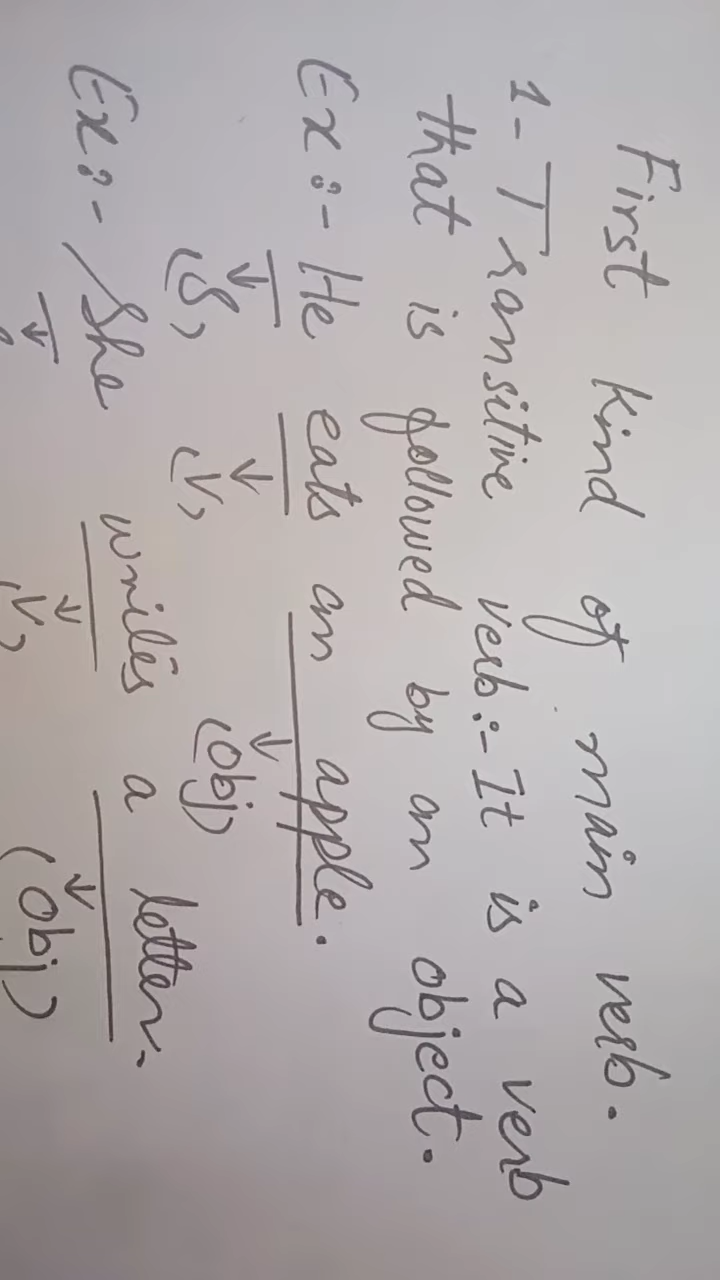 First kind of main verb.
1- Transitive verb:- It is a verb
that is followed by an object.
Ex:- He eats an apple.
(S) (V) (Obj)
Ex:- She writes a letter.
(V) (Obj)